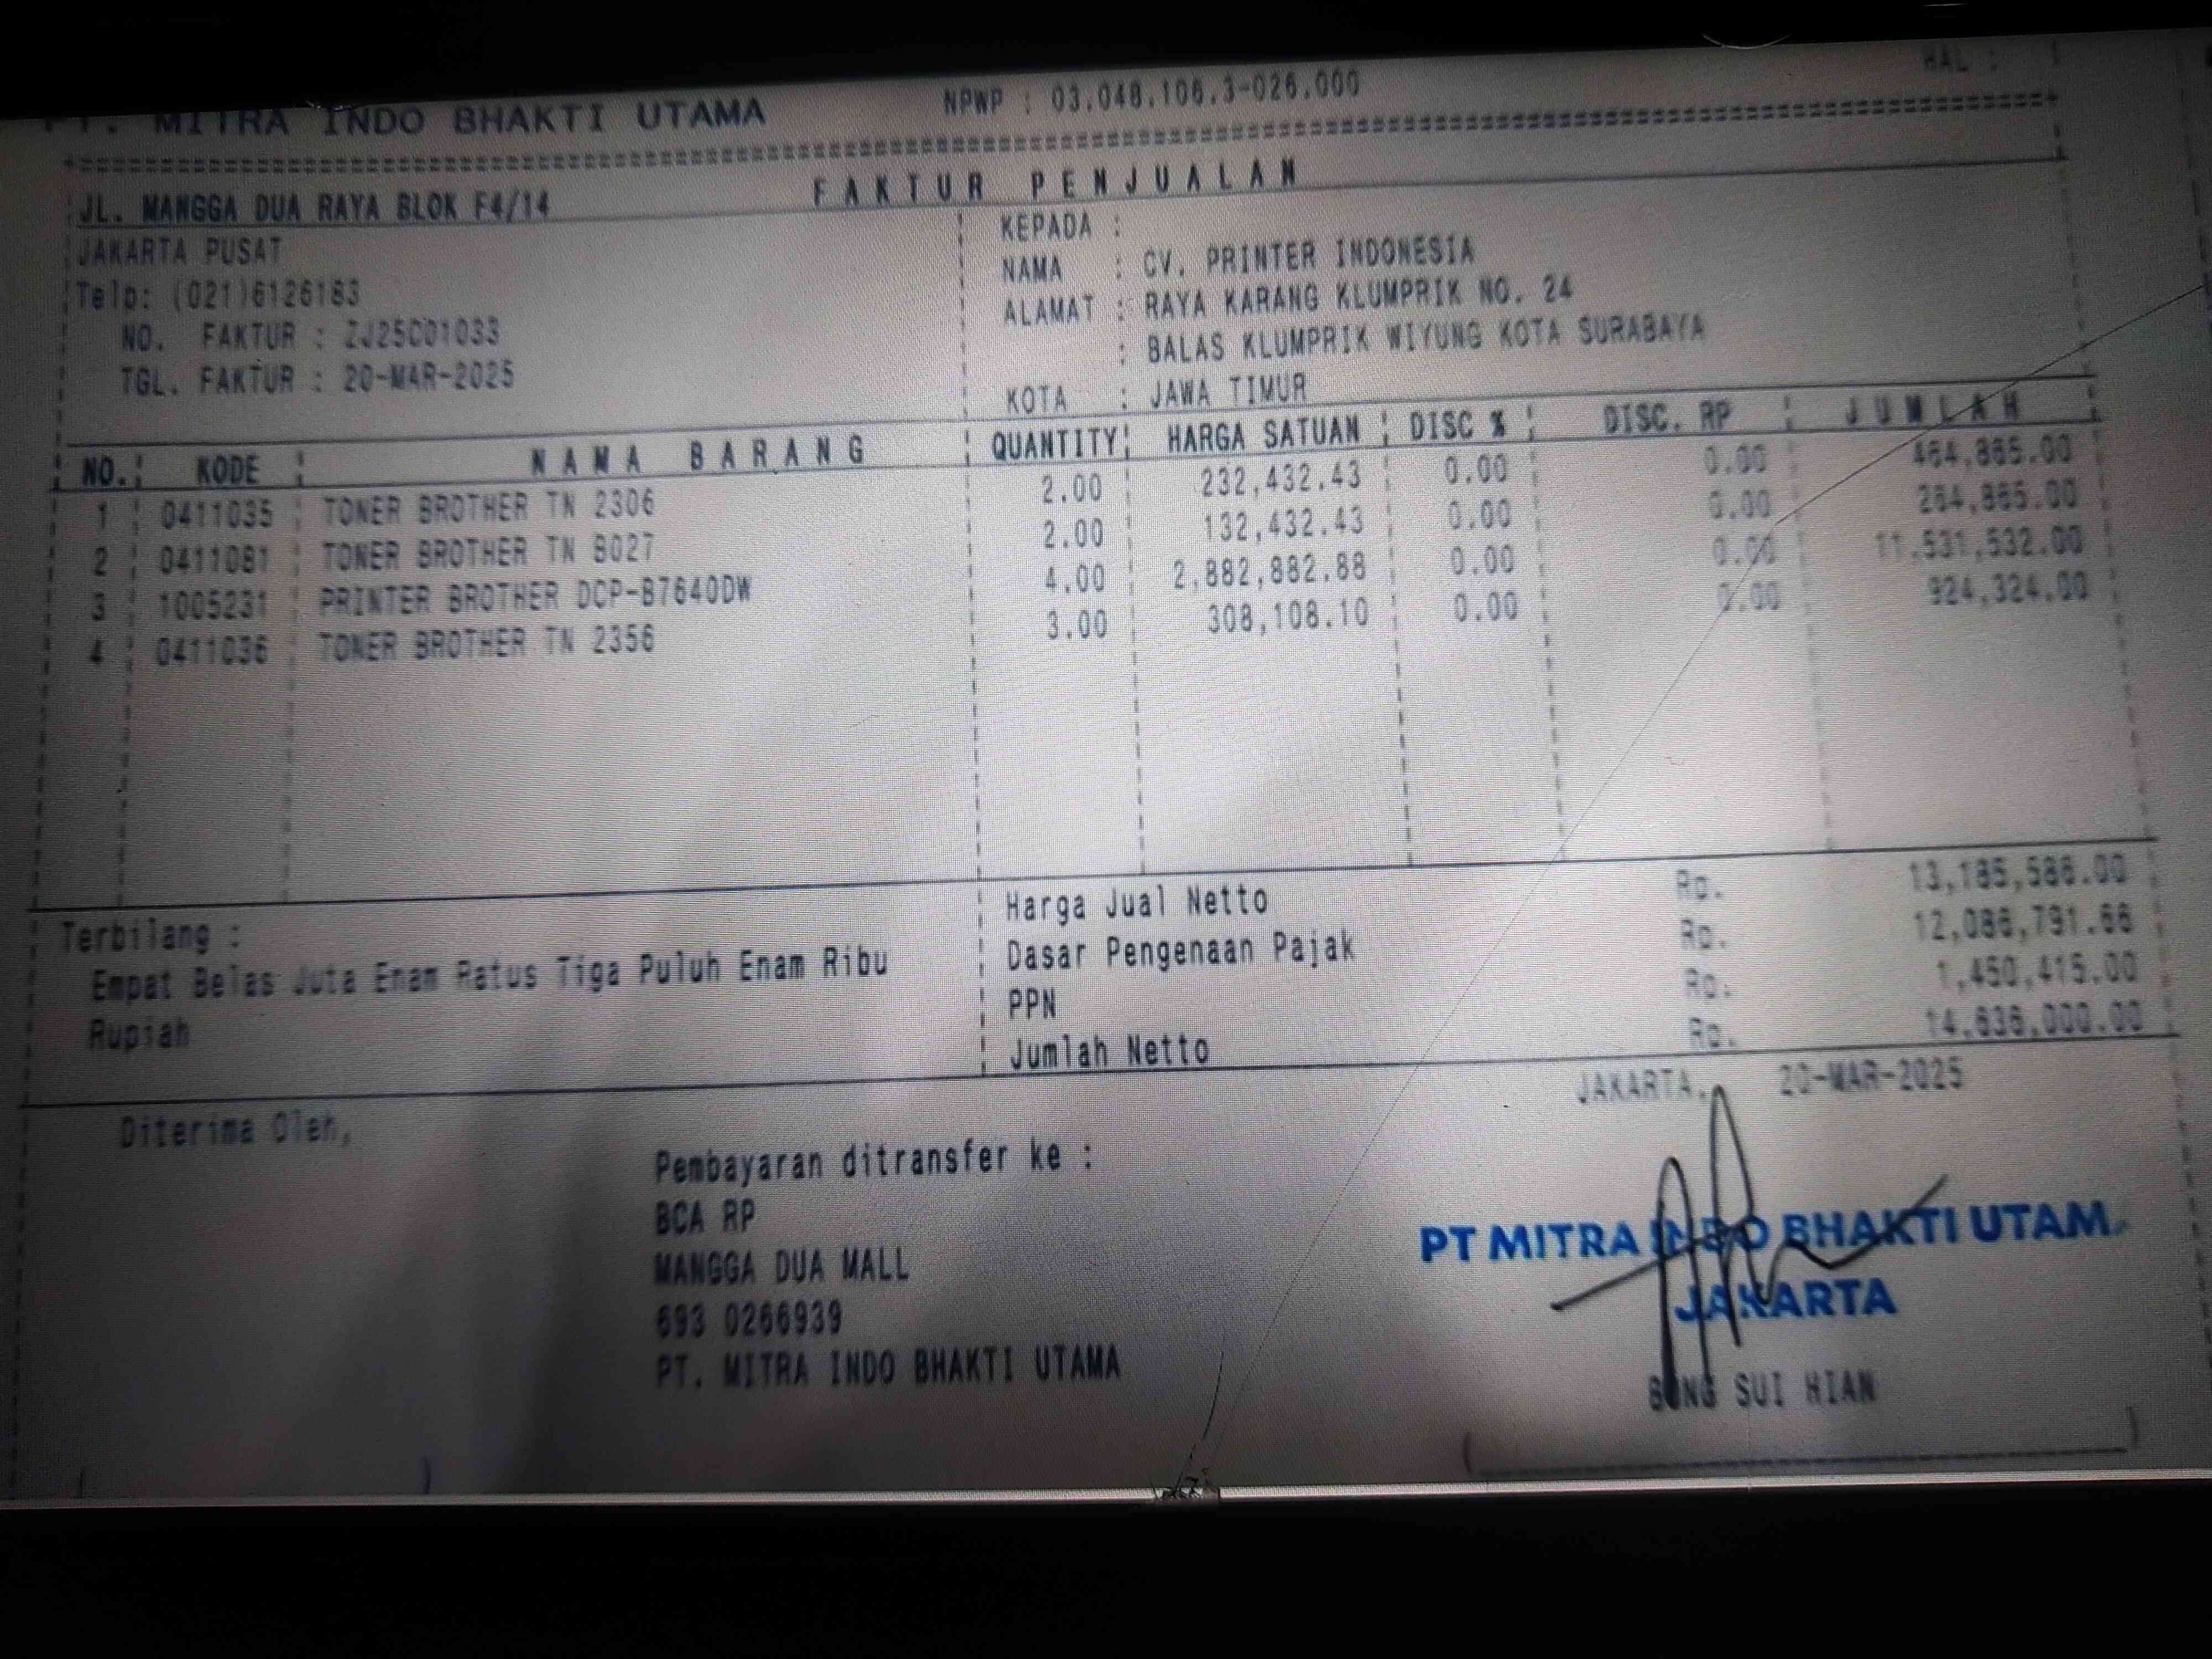 PT. MITRA INDO BHAKTI UTAMA NPWP : 03.048.106.3-026.000 HAL :
FAKTUR PENJUALAN
JL. MANGGA DUA RAYA BLOK F4/14
JAKARTA PUSAT
Telp: (021)6126183
NO. FAKTUR : ZJ25C01033
TGL. FAKTUR : 20-MAR-2025
KEPADA :
NAMA : CV. PRINTER INDONESIA
ALAMAT : RAYA KARANG KLUMPRIK NO. 24
: BALAS KLUMPRIK WIYUNG KOTA SURABAYA
KOTA : JAWA TIMUR
NO. KODE NAMA BARANG QUANTITY HARGA SATUAN DISC % DISC. RP JUMLAH
1 0411035 TONER BROTHER TN 2306 2.00 232,432.43 0.00 0.00 464,865.00
2 0411081 TONER BROTHER TN B027 2.00 132,432.43 0.00 0.00 264,865.00
3 1005231 PRINTER BROTHER DCP-B7640DW 4.00 2,882,882.88 0.00 0.00 11,531,532.00
4 0411036 TONER BROTHER TN 2356 3.00 308,108.10 0.00 0.00 924,324.00
Terbilang :
Empat Belas Juta Enam Ratus Tiga Puluh Enam Ribu
Rupiah
Harga Jual Netto Rp. 13,185,586.00
Dasar Pengenaan Pajak Rp. 12,086,791.66
PPN Rp. 1,450,415.00
Jumlah Netto Rp. 14,636,000.00
JAKARTA, 20-MAR-2025
Diterima Oleh,
Pembayaran ditransfer ke :
BCA RP
MANGGA DUA MALL
693 0266939
PT. MITRA INDO BHAKTI UTAMA
PT MITRA INDO BHAKTI UTAM
JAKARTA
BONG SUI HIAN